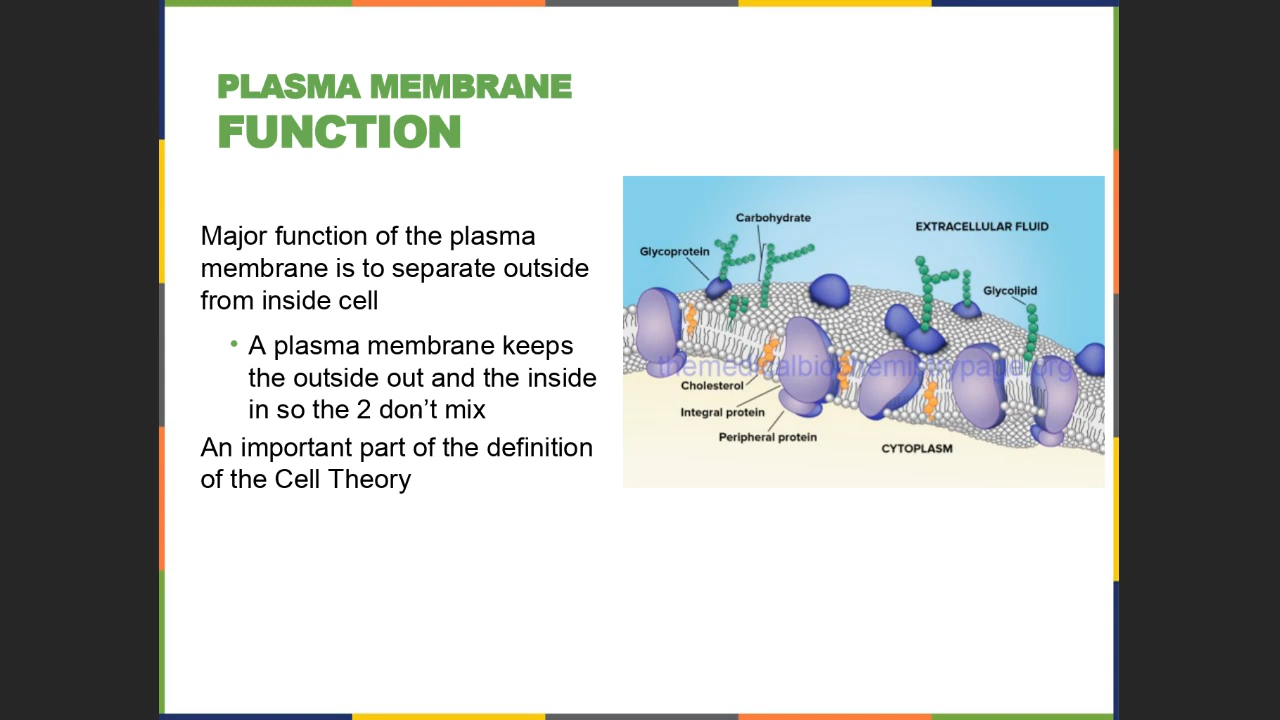 PLASMA MEMBRANE
FUNCTION
Major function of the plasma
membrane is to separate outside
from inside cell
• A plasma membrane keeps
the outside out and the inside
in so the 2 don’t mix
An important part of the definition
of the Cell Theory
Carbohydrate
EXTRACELLULAR FLUID
Glycoprotein
Glycolipid
themedicalbiochemistrypage.org
Cholesterol
Integral protein
Peripheral protein
CYTOPLASM